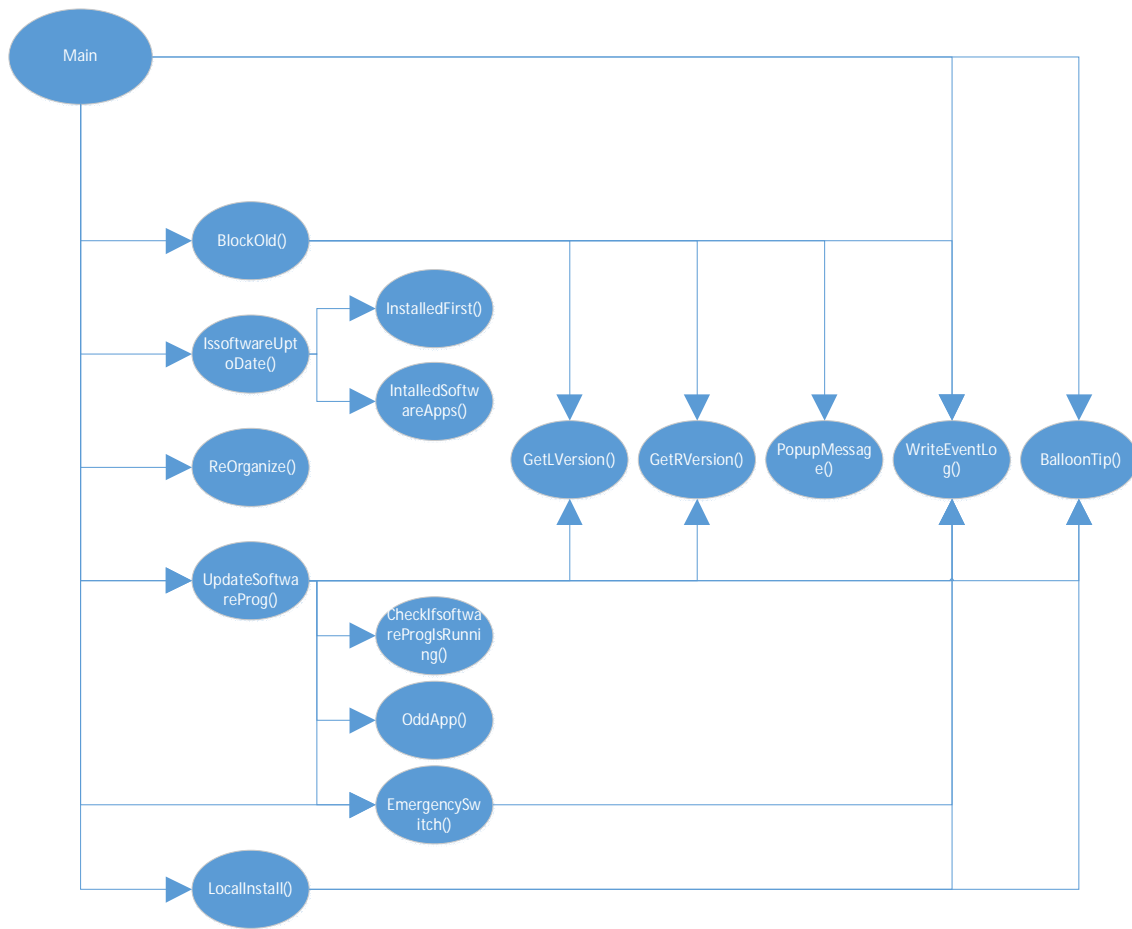 Main
BlockOld()
InstalledFirst()
IssoftwareUpt
oDate()
IntalledSoftw
areApps()
ReOrganize()
GetLVersion()
GetRVersion()
PopupMessag
e()
WriteEventLo
g()
BalloonTip()
UpdateSoftwa
reProg()
CheckIfsoftwa
reProgIsRunni
ng()
OddApp()
EmergencySw
itch()
LocalInstall()